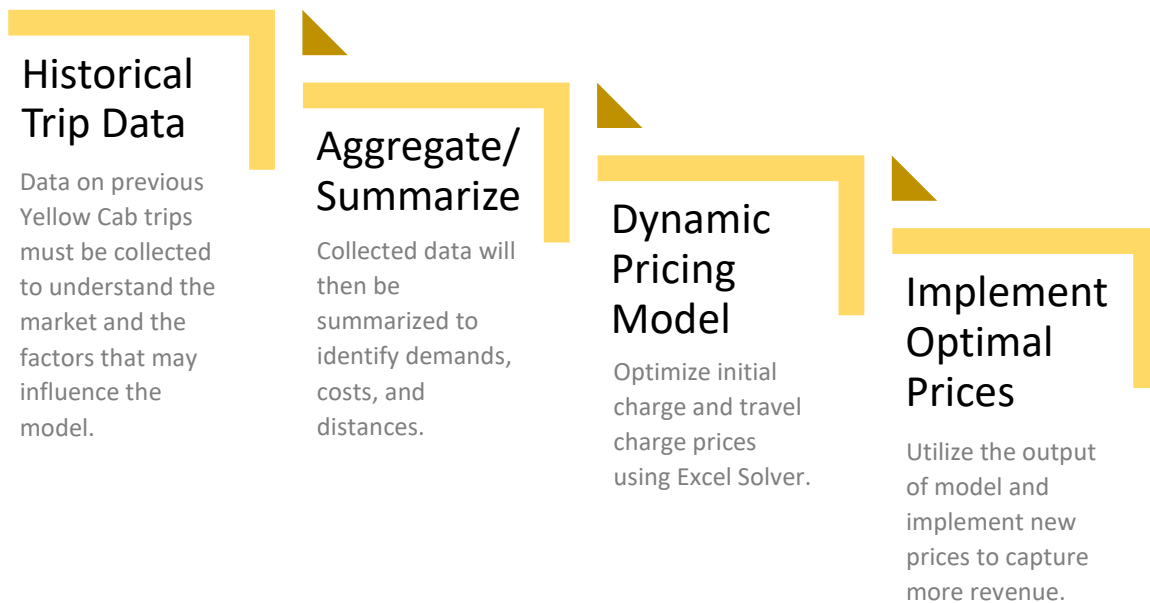 Historical
Trip Data
Data on previous
Yellow Cab trips
must be collected
to understand the
market and the
factors that may
influence the
model.
Aggregate/
Summarize
Collected data will
then be
summarized to
identify demands,
costs, and
distances.
Dynamic
Pricing
Model
Optimize initial
charge and travel
charge prices
using Excel Solver.
Implement
Optimal
Prices
Utilize the output
of model and
implement new
prices to capture
more revenue.